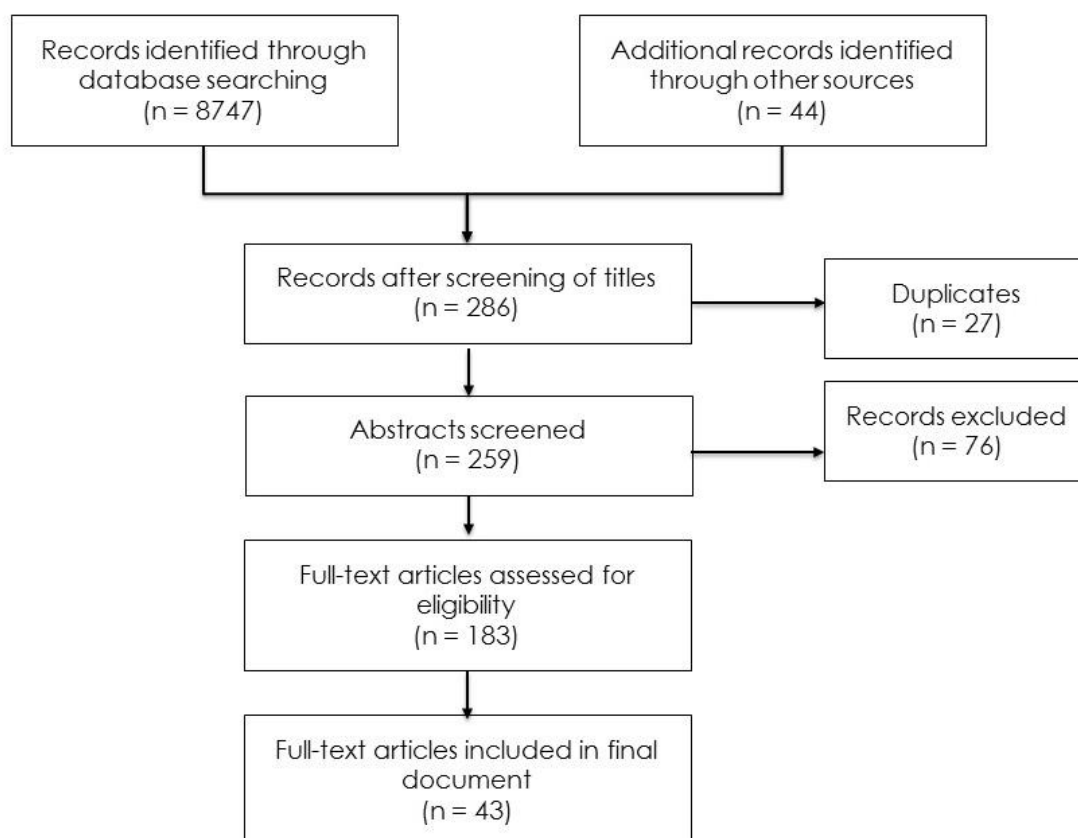 Records identified through
database searching
(n = 8747)
Additional records identified
through other sources
(n = 44)
Records after screening of titles
(n = 286)
Duplicates
(n = 27)
Abstracts screened
(n = 259)
Records excluded
(n = 76)
Full-text articles assessed for
eligibility
(n = 183)
Full-text articles included in final
document
(n = 43)